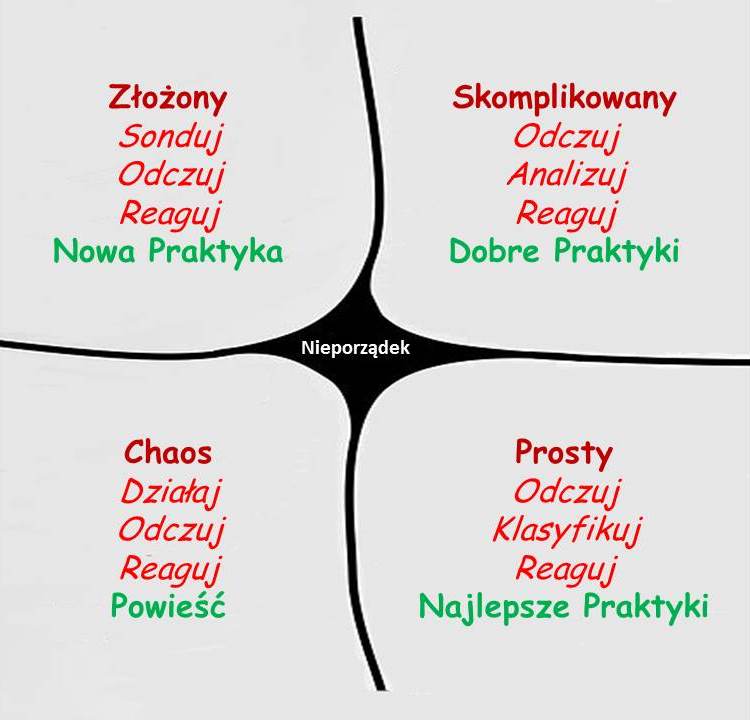 Złożony
Sonduj
Odczuj
Reaguj
Nowa Praktyka
Skomplikowany
Odczuj
Analizuj
Reaguj
Dobre Praktyki
Nieporządek
Chaos
Działaj
Odczuj
Reaguj
Powieść
Prosty
Odczuj
Klasyfikuj
Reaguj
Najlepsze Praktyki